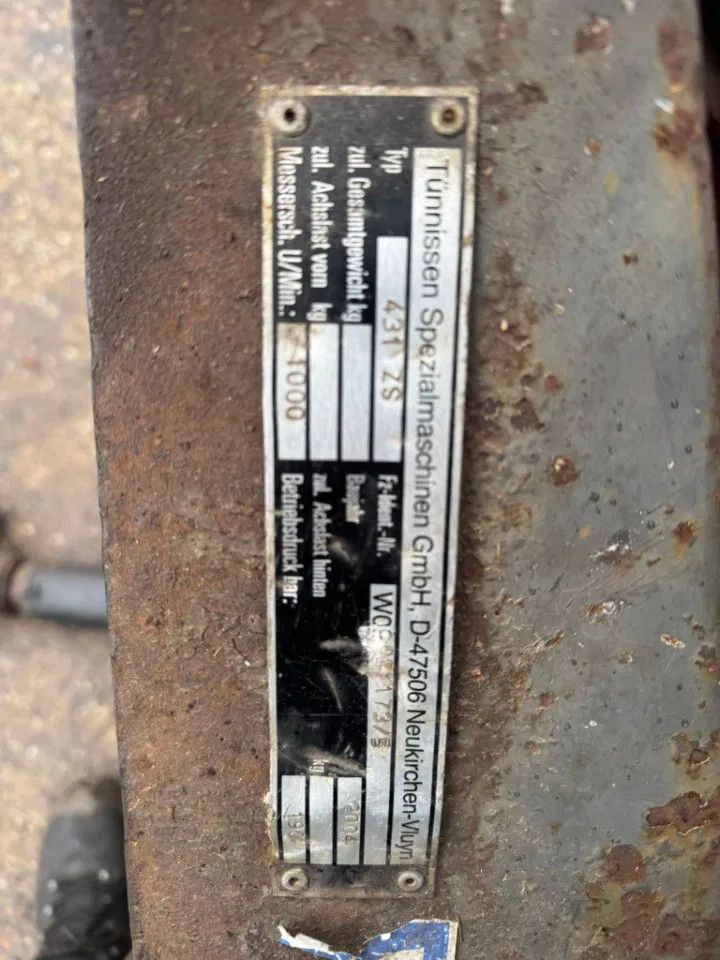 Tünnissen Spezialmaschinen GmbH, D-47506 Neukirchen-Vluyn
Typ 431 ZS Fz-Ident.-Nr.
zul. Gesamtgewicht kg Baujahr 2004
zul. Achslast vorn kg zul. Achslast hinten kg
Messersch. U/Min.: 1000 Betriebsdruck bar: